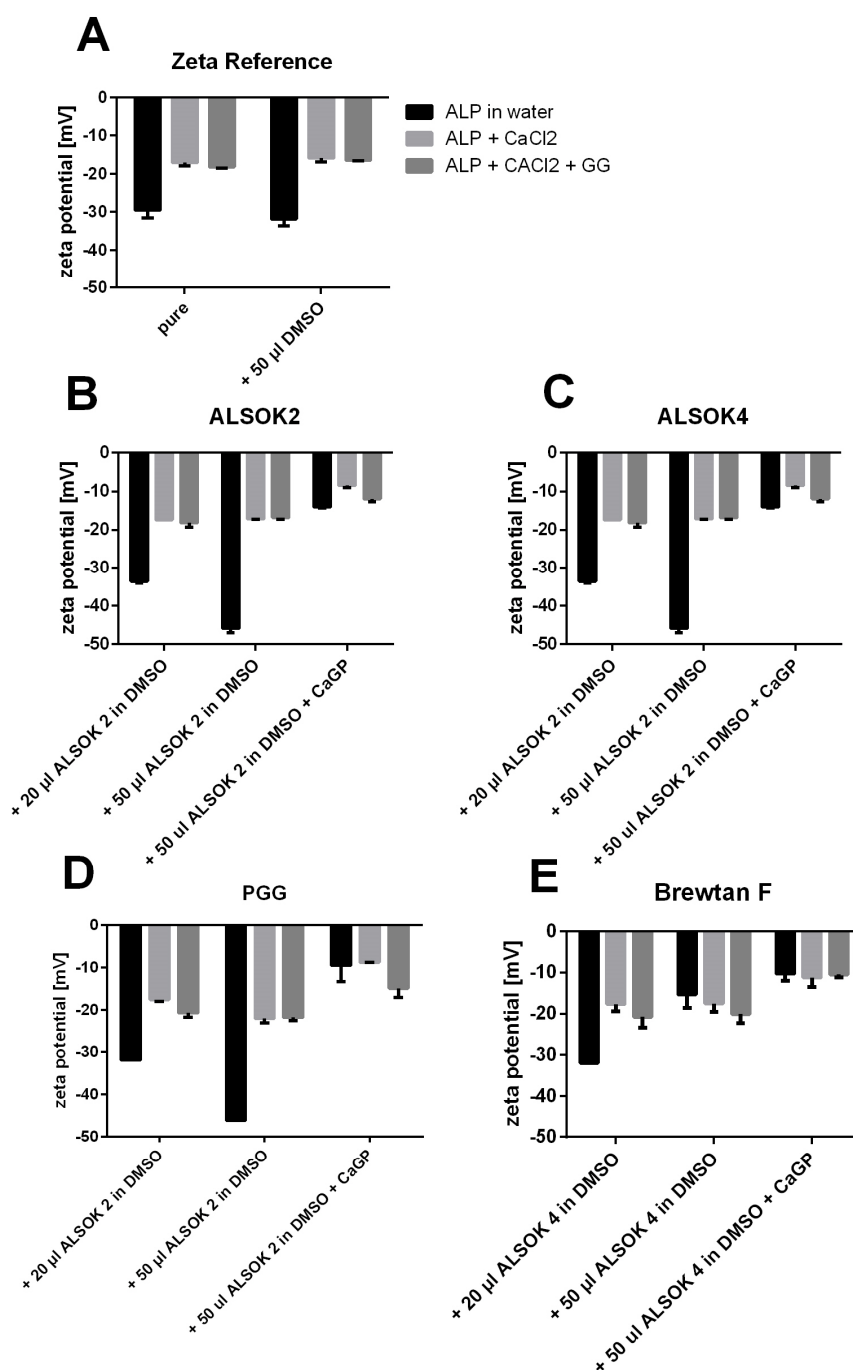 A
Zeta Reference
zeta potential [mV]
0
-10
-20
-30
-40
-50
pure
+ 50 µl DMSO
ALP in water
ALP + CaCl2
ALP + CACl2 + GG
B
ALSOK2
zeta potential [mV]
0
-10
-20
-30
-40
-50
+ 20 µl ALSOK 2 in DMSO
+ 50 µl ALSOK 2 in DMSO
+ 50 ul ALSOK 2 in DMSO + CaGP
C
ALSOK4
zeta potential [mV]
0
-10
-20
-30
-40
-50
+ 20 µl ALSOK 2 in DMSO
+ 50 µl ALSOK 2 in DMSO
+ 50 ul ALSOK 2 in DMSO + CaGP
D
PGG
zeta potential [mV]
0
-10
-20
-30
-40
-50
+ 20 µl ALSOK 2 in DMSO
+ 50 µl ALSOK 2 in DMSO
+ 50 ul ALSOK 2 in DMSO + CaGP
E
Brewtan F
zeta potential [mV]
0
-10
-20
-30
-40
-50
+ 20 µl ALSOK 4 in DMSO
+ 50 µl ALSOK 4 in DMSO
+ 50 ul ALSOK 4 in DMSO + CaGP